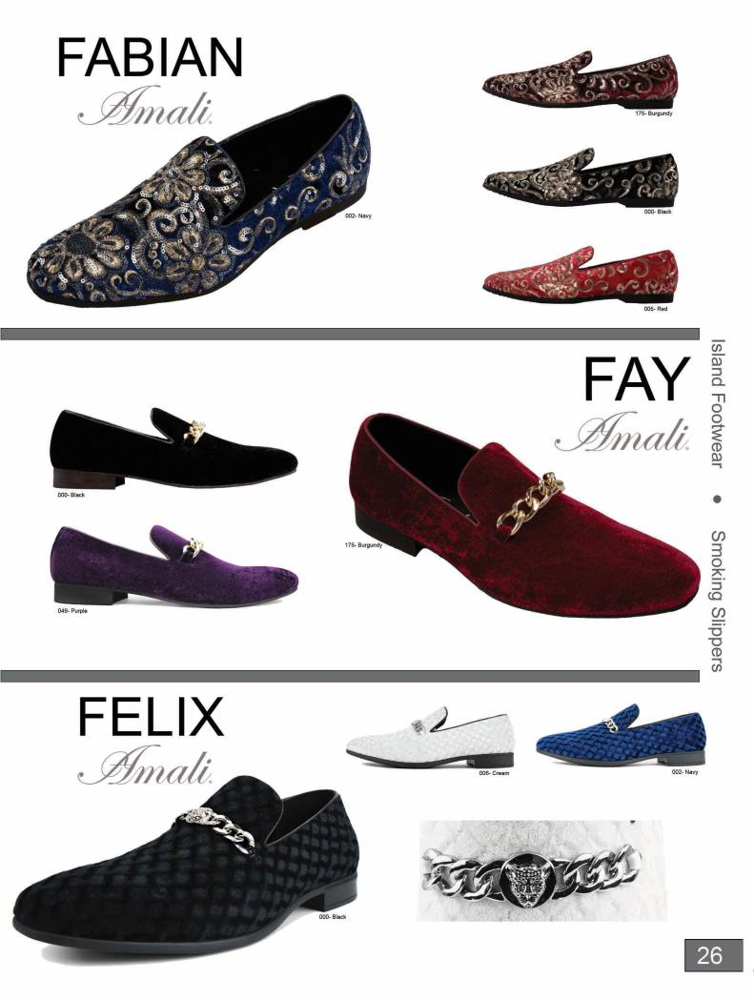 FABIAN
Amali
002- Navy
175- Burgundy
000- Black
005- Red
FAY
Amali
000- Black
049- Purple
175- Burgundy
Island Footwear • Smoking Slippers
FELIX
Amali
000- Black
006- Cream
002- Navy
26